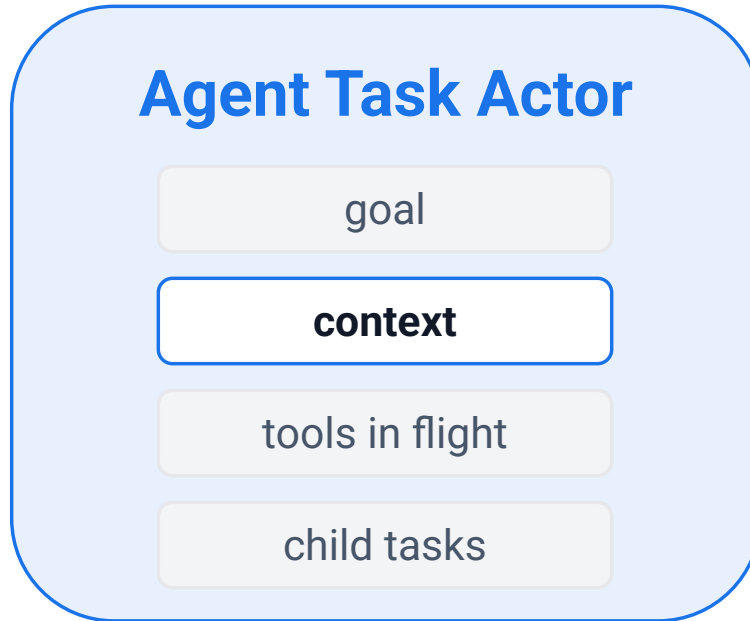 Agent Task Actor
goal
context
tools in flight
child tasks